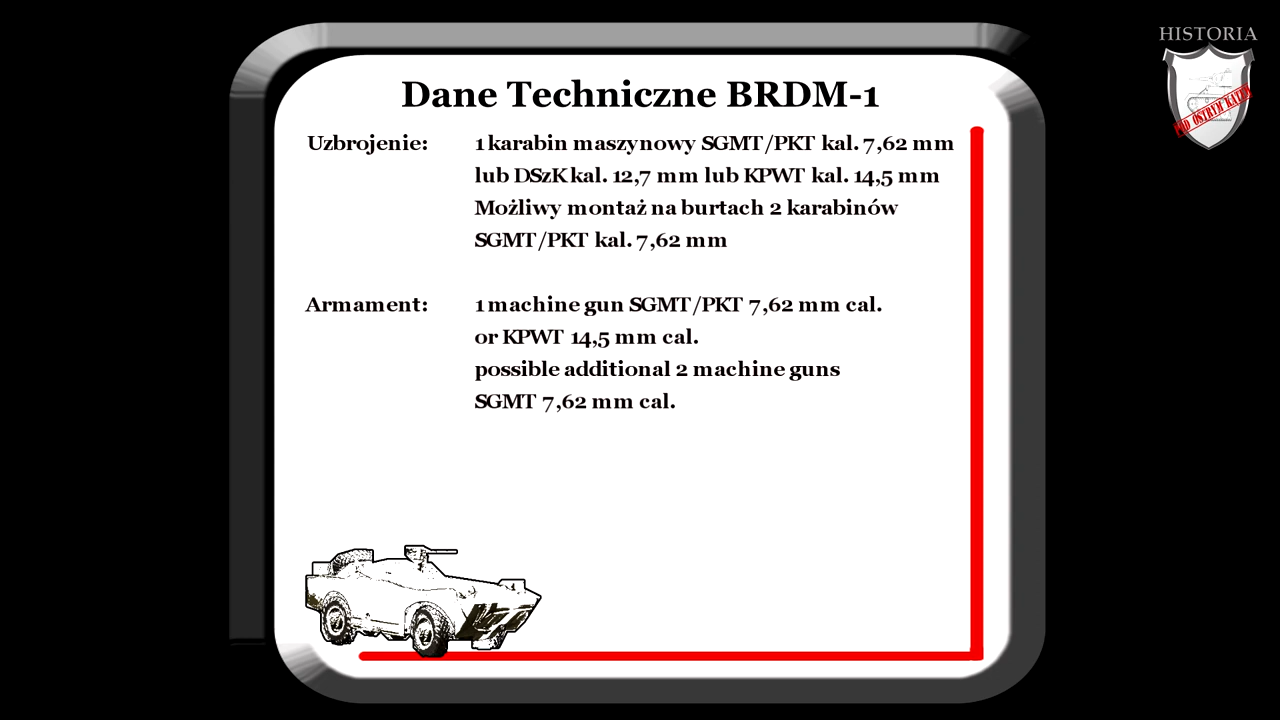 HISTORIA
POD OSTRYM KĄTEM
Dane Techniczne BRDM-1
Uzbrojenie: 1 karabin maszynowy SGMT/PKT kal. 7,62 mm
lub DSzK kal. 12,7 mm lub KPWT kal. 14,5 mm
Możliwy montaż na burtach 2 karabinów
SGMT/PKT kal. 7,62 mm
Armament: 1 machine gun SGMT/PKT 7,62 mm cal.
or KPWT 14,5 mm cal.
possible additional 2 machine guns
SGMT 7,62 mm cal.